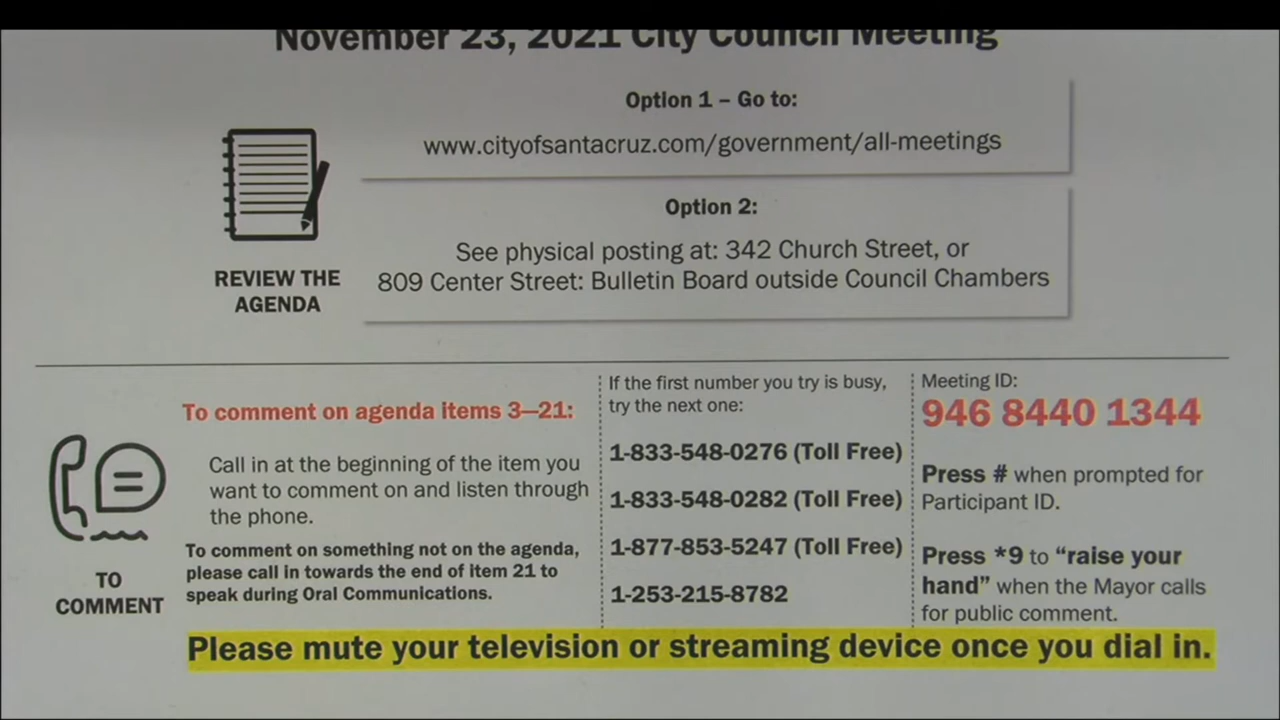 November 23, 2021 City Council Meeting
Option 1 – Go to:
www.cityofsantacruz.com/government/all-meetings
Option 2:
See physical posting at: 342 Church Street, or
809 Center Street: Bulletin Board outside Council Chambers
REVIEW THE
AGENDA
To comment on agenda items 3—21:
Call in at the beginning of the item you
want to comment on and listen through
the phone.
To comment on something not on the agenda,
please call in towards the end of item 21 to
speak during Oral Communications.
TO
COMMENT
If the first number you try is busy,
try the next one:
1-833-548-0276 (Toll Free)
1-833-548-0282 (Toll Free)
1-877-853-5247 (Toll Free)
1-253-215-8782
Meeting ID:
946 8440 1344
Press # when prompted for
Participant ID.
Press *9 to “raise your
hand” when the Mayor calls
for public comment.
Please mute your television or streaming device once you dial in.